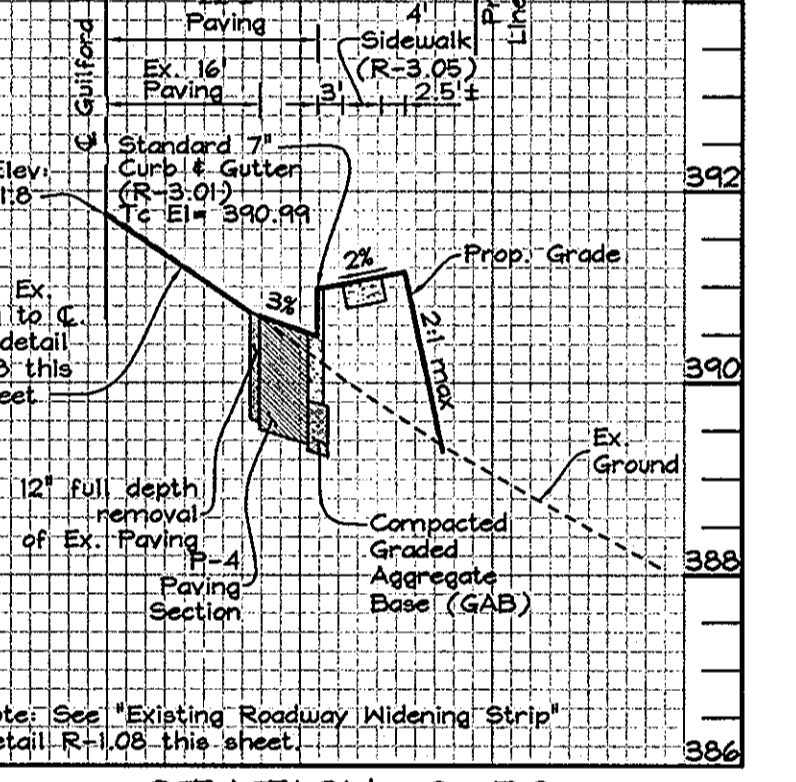 Paving
4'
Sidewalk
(R-3.05)
Line
Ex. 16'
Paving
3'
2.5'±
℄ Guilford
Standard 7"
Curb & Gutter
(R-3.01)
Tc El= 390.99
Elev:
1.8
392
2%
Prop. Grade
3%
2:1 max
Ex.
to ℄.
detail
this
390
Ex.
Ground
12" full depth
removal
of Ex. Paving
P-4
Paving
Section
Compacted
Graded
Aggregate
Base (GAB)
388
See "Existing Roadway Widening Strip"
etail R-1.08 this sheet.
386